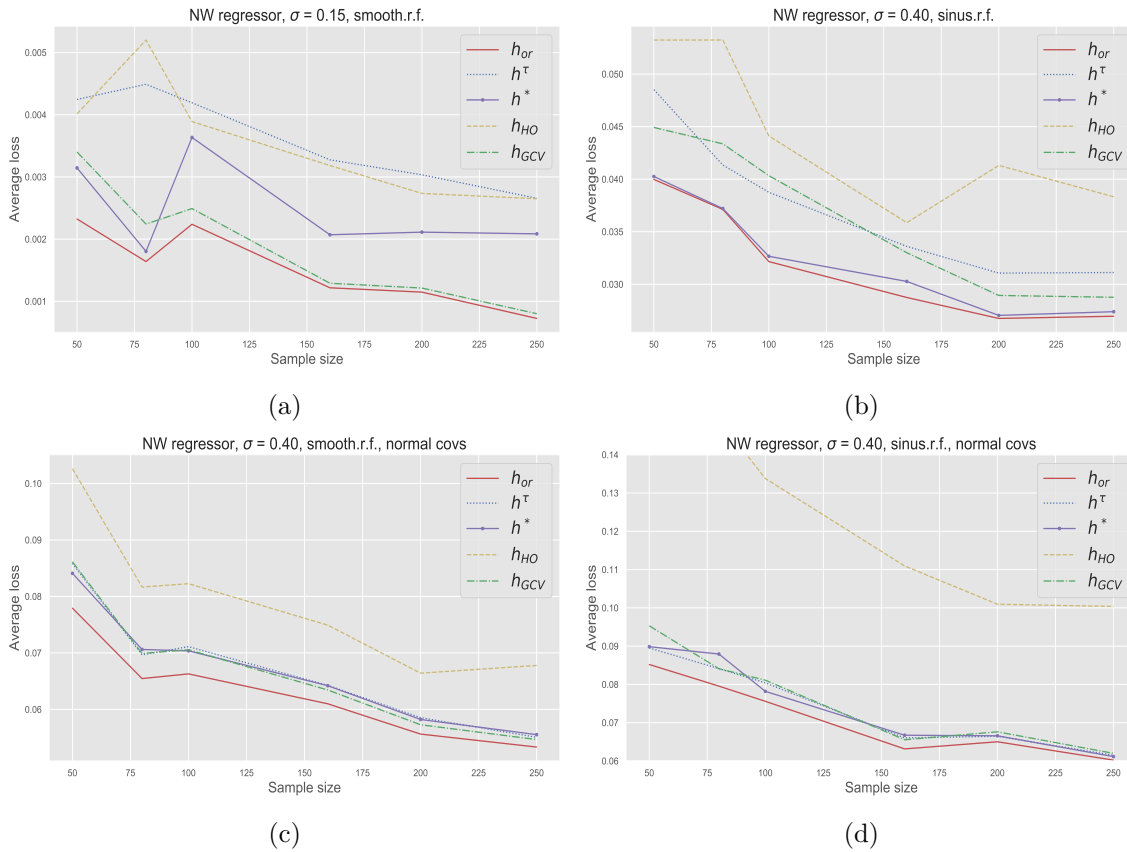 NW regressor, σ = 0.15, smooth.r.f.
h_or
h^τ
h^*
h_HO
h_GCV
0.005
0.004
0.003
0.002
0.001
Average loss
50 75 100 125 150 175 200 225 250
Sample size
(a)
NW regressor, σ = 0.40, sinus.r.f.
h_or
h^τ
h^*
h_HO
h_GCV
0.050
0.045
0.040
0.035
0.030
Average loss
50 75 100 125 150 175 200 225 250
Sample size
(b)
NW regressor, σ = 0.40, smooth.r.f., normal covs
h_or
h^τ
h^*
h_HO
h_GCV
0.10
0.09
0.08
0.07
0.06
Average loss
50 75 100 125 150 175 200 225 250
Sample size
(c)
NW regressor, σ = 0.40, sinus.r.f., normal covs
h_or
h^τ
h^*
h_HO
h_GCV
0.14
0.13
0.12
0.11
0.10
0.09
0.08
0.07
0.06
Average loss
50 75 100 125 150 175 200 225 250
Sample size
(d)